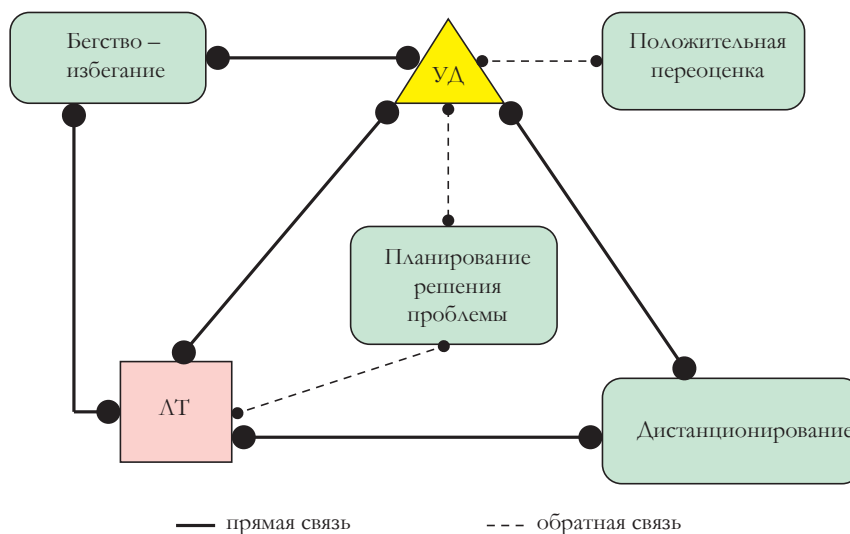 Бегство –
избегание
УД
Положительная
переоценка
Планирование
решения
проблемы
ЛТ
Дистанционирование
прямая связь
обратная связь